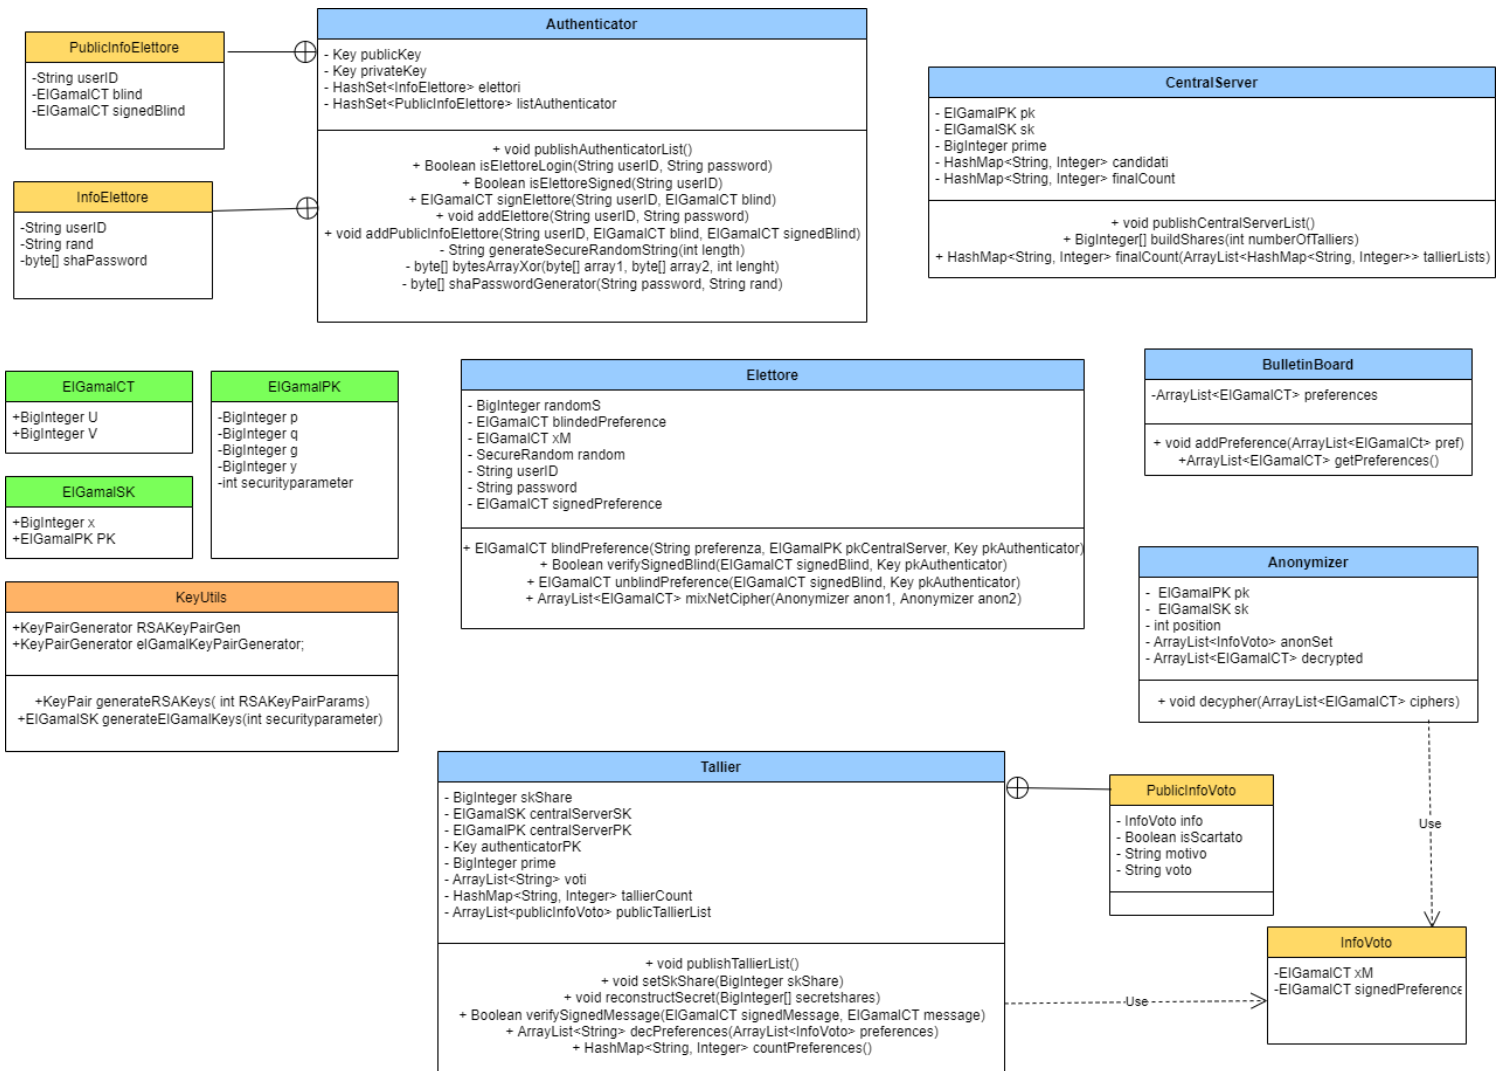 PublicInfoElettore
-String userID
-ElGamalCT blind
-ElGamalCT signedBlind
InfoElettore
-String userID
-String rand
-byte[] shaPassword
Authenticator
- Key publicKey
- Key privateKey
- HashSet<InfoElettore> elettori
- HashSet<PublicInfoElettore> listAuthenticator
+ void publishAuthenticatorList()
+ Boolean isElettoreLogin(String userID, String password)
+ Boolean isElettoreSigned(String userID)
+ ElGamalCT signElettore(String userID, ElGamalCT blind)
+ void addElettore(String userID, String password)
+ void addPublicInfoElettore(String userID, ElGamalCT blind, ElGamalCT signedBlind)
- String generateSecureRandomString(int length)
- byte[] bytesArrayXor(byte[] array1, byte[] array2, int lenght)
- byte[] shaPasswordGenerator(String password, String rand)
CentralServer
- ElGamalPK pk
- ElGamalSK sk
- BigInteger prime
- HashMap<String, Integer> candidati
- HashMap<String, Integer> finalCount
+ void publishCentralServerList()
+ BigInteger[] buildShares(int numberOfTalliers)
+ HashMap<String, Integer> finalCount(ArrayList<HashMap<String, Integer>> tallierLists)
ElGamalCT
+BigInteger U
+BigInteger V
ElGamalSK
+BigInteger x
+ElGamalPK PK
ElGamalPK
-BigInteger p
-BigInteger q
-BigInteger g
-BigInteger y
-int securityparameter
KeyUtils
+KeyPairGenerator RSAKeyPairGen
+KeyPairGenerator elGamalKeyPairGenerator;
+KeyPair generateRSAKeys( int RSAKeyPairParams)
+ElGamalSK generateElGamalKeys(int securityparameter)
Elettore
- BigInteger randomS
- ElGamalCT blindedPreference
- ElGamalCT xM
- SecureRandom random
- String userID
- String password
- ElGamalCT signedPreference
+ ElGamalCT blindPreference(String preferenza, ElGamalPK pkCentralServer, Key pkAuthenticator)
+ Boolean verifySignedBlind(ElGamalCT signedBlind, Key pkAuthenticator)
+ ElGamalCT unblindPreference(ElGamalCT signedBlind, Key pkAuthenticator)
+ ArrayList<ElGamalCT> mixNetCipher(Anonymizer anon1, Anonymizer anon2)
BulletinBoard
-ArrayList<ElGamalCT> preferences
+ void addPreference(ArrayList<ElGamalCt> pref)
+ArrayList<ElGamalCT> getPreferences()
Anonymizer
- ElGamalPK pk
- ElGamalSK sk
- int position
- ArrayList<InfoVoto> anonSet
- ArrayList<ElGamalCT> decrypted
+ void decypher(ArrayList<ElGamalCT> ciphers)
Tallier
- BigInteger skShare
- ElGamalSK centralServerSK
- ElGamalPK centralServerPK
- Key authenticatorPK
- BigInteger prime
- ArrayList<String> voti
- HashMap<String, Integer> tallierCount
- ArrayList<publicInfoVoto> publicTallierList
+ void publishTallierList()
+ void setSkShare(BigInteger skShare)
+ void reconstructSecret(BigInteger[] secretshares)
+ Boolean verifySignedMessage(ElGamalCT signedMessage, ElGamalCT message)
+ ArrayList<String> decPreferences(ArrayList<InfoVoto> preferences)
+ HashMap<String, Integer> countPreferences()
PublicInfoVoto
- InfoVoto info
- Boolean isScartato
- String motivo
- String voto
Use
Use
InfoVoto
-ElGamalCT xM
-ElGamalCT signedPreference